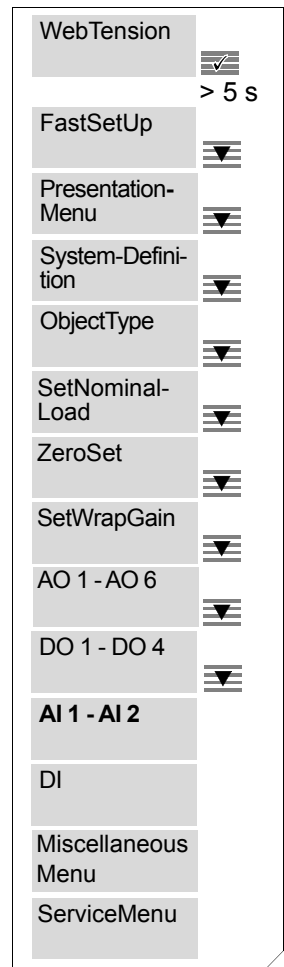 WebTension
> 5 s
FastSetUp
Presentation-
Menu
System-Defini-
tion
ObjectType
SetNominal-
Load
ZeroSet
SetWrapGain
AO 1 - AO 6
DO 1 - DO 4
AI 1 - AI 2
DI
Miscellaneous
Menu
ServiceMenu